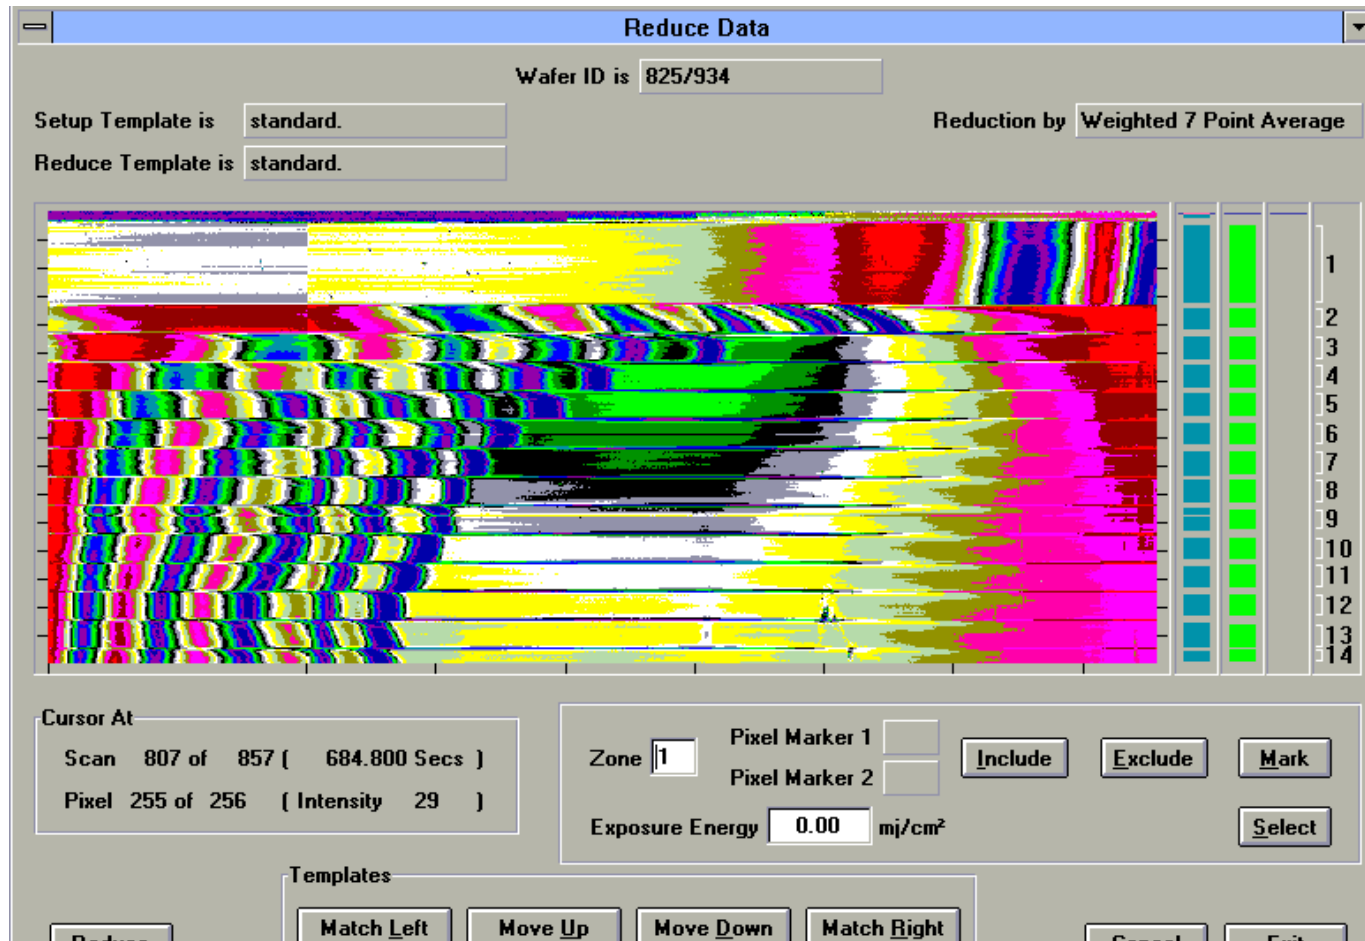 Reduce Data
Wafer ID is 825/934
Setup Template is standard.
Reduction by Weighted 7 Point Average
Reduce Template is standard.
1
2
3
4
5
6
7
8
9
10
11
12
13
14
Cursor At
Scan 807 of 857 ( 684.800 Secs )
Pixel 255 of 256 ( Intensity 29 )
Zone 1
Pixel Marker 1
Pixel Marker 2
Include Exclude Mark
Exposure Energy 0.00 mj/cm²
Select
Templates
Match Left Move Up Move Down Match Right
Reduce Cancel Exit